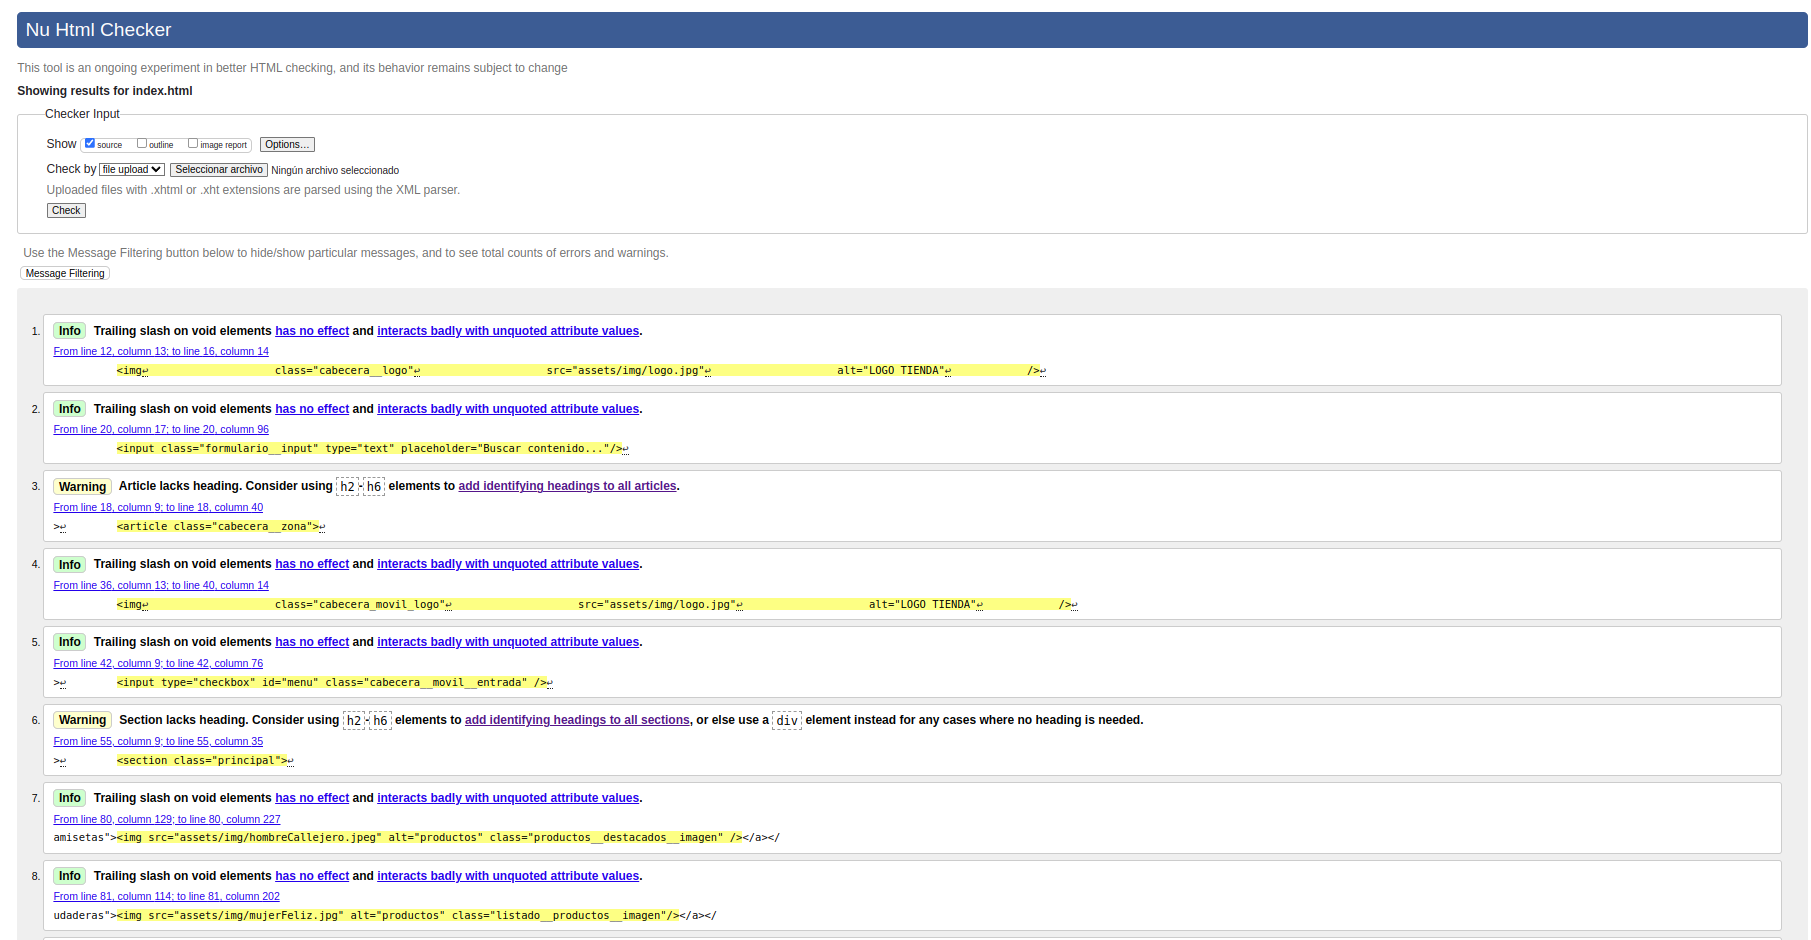 Nu Html Checker
This tool is an ongoing experiment in better HTML checking, and its behavior remains subject to change
Showing results for index.html
Checker Input
Show source outline image report Options...
Check by file upload Seleccionar archivo Ningún archivo seleccionado
Uploaded files with .xhtml or .xht extensions are parsed using the XML parser.
Check
Use the Message Filtering button below to hide/show particular messages, and to see total counts of errors and warnings.
Message Filtering
1. Info Trailing slash on void elements has no effect and interacts badly with unquoted attribute values.
From line 12, column 13; to line 16, column 14
<img↩ class="cabecera__logo"↩ src="assets/img/logo.jpg"↩ alt="LOGO TIENDA"↩ />↩
2. Info Trailing slash on void elements has no effect and interacts badly with unquoted attribute values.
From line 20, column 17; to line 20, column 96
<input class="formulario__input" type="text" placeholder="Buscar contenido..."/>↩
3. Warning Article lacks heading. Consider using h2-h6 elements to add identifying headings to all articles.
From line 18, column 9; to line 18, column 40
>↩ <article class="cabecera__zona">↩
4. Info Trailing slash on void elements has no effect and interacts badly with unquoted attribute values.
From line 36, column 13; to line 40, column 14
<img↩ class="cabecera_movil_logo"↩ src="assets/img/logo.jpg"↩ alt="LOGO TIENDA"↩ />↩
5. Info Trailing slash on void elements has no effect and interacts badly with unquoted attribute values.
From line 42, column 9; to line 42, column 76
>↩ <input type="checkbox" id="menu" class="cabecera__movil__entrada" />↩
6. Warning Section lacks heading. Consider using h2-h6 elements to add identifying headings to all sections, or else use a div element instead for any cases where no heading is needed.
From line 55, column 9; to line 55, column 35
>↩ <section class="principal">↩
7. Info Trailing slash on void elements has no effect and interacts badly with unquoted attribute values.
From line 80, column 129; to line 80, column 227
amisetas"><img src="assets/img/hombreCallejero.jpeg" alt="productos" class="productos__destacados__imagen" /></a></
8. Info Trailing slash on void elements has no effect and interacts badly with unquoted attribute values.
From line 81, column 114; to line 81, column 202
udaderas"><img src="assets/img/mujerFeliz.jpg" alt="productos" class="listado__productos__imagen"/></a></